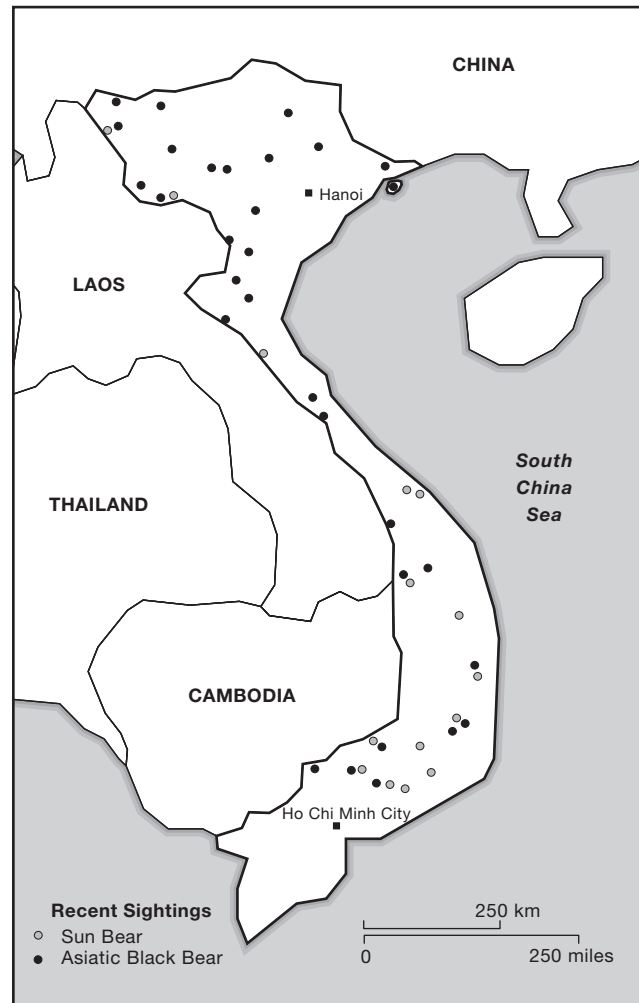 CHINA
Hanoi
LAOS
South
China
Sea
THAILAND
CAMBODIA
Ho Chi Minh City
Recent Sightings
Sun Bear
Asiatic Black Bear
250 km
0
250 miles